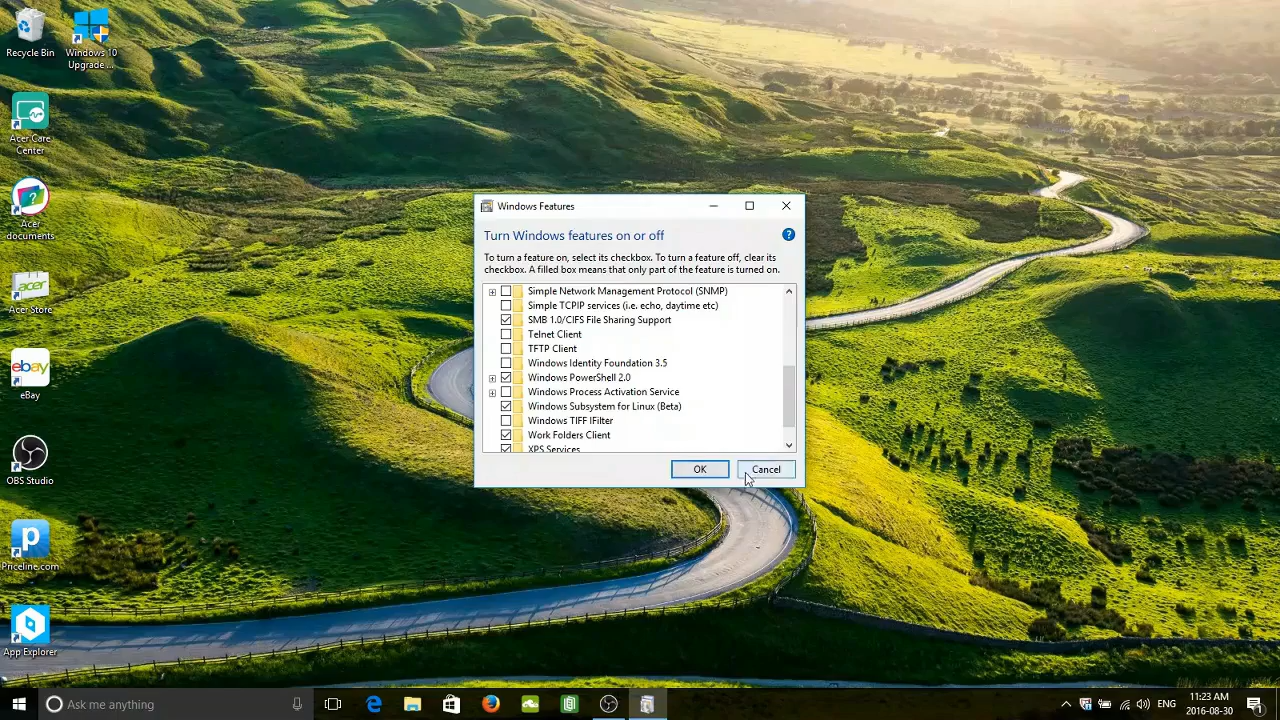 Recycle Bin
Windows 10
Upgrade ...
Acer Care
Center
Acer
documents
acer
Acer Store
ebay
eBay
OBS Studio
p
Priceline.com
App Explorer
Windows Features
Turn Windows features on or off
?
To turn a feature on, select its checkbox. To turn a feature off, clear its
checkbox. A filled box means that only part of the feature is turned on.
Simple Network Management Protocol (SNMP)
Simple TCPIP services (i.e. echo, daytime etc)
SMB 1.0/CIFS File Sharing Support
Telnet Client
TFTP Client
Windows Identity Foundation 3.5
Windows PowerShell 2.0
Windows Process Activation Service
Windows Subsystem for Linux (Beta)
Windows TIFF IFilter
Work Folders Client
XPS Services
OK
Cancel
Ask me anything
ENG
11:23 AM
2016-08-30